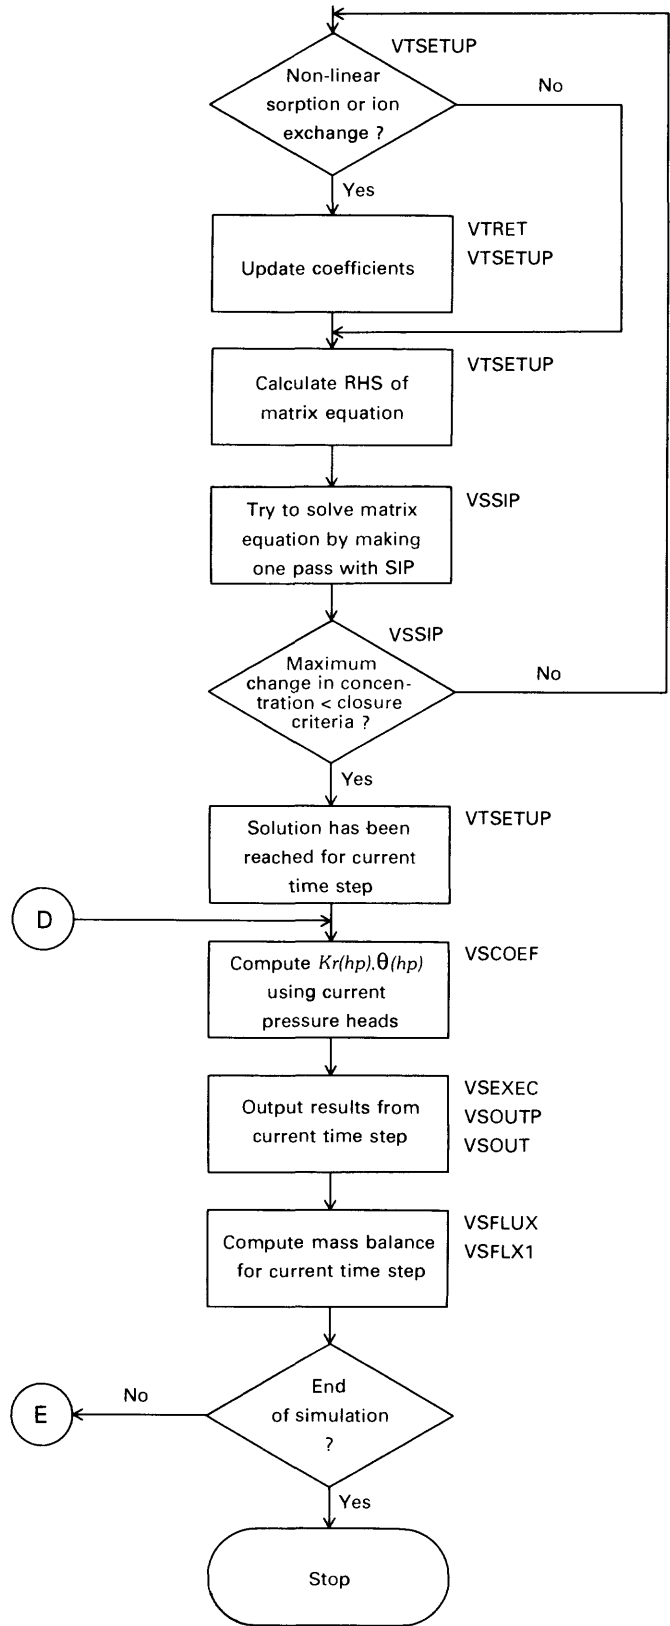 VTSETUP
Non-linear
sorption or ion
exchange ?
No
Yes
VTRET
VTSETUP
Update coefficients
VTSETUP
Calculate RHS of
matrix equation
VSSIP
Try to solve matrix
equation by making
one pass with SIP
VSSIP
Maximum
change in concen-
tration < closure
criteria ?
No
Yes
VTSETUP
Solution has been
reached for current
time step
D
VSCOEF
Compute Kr(hp).θ(hp)
using current
pressure heads
VSEXEC
VSOUTP
VSOUT
Output results from
current time step
VSFLUX
VSFLX1
Compute mass balance
for current time step
End
of simulation
?
No
E
Yes
Stop